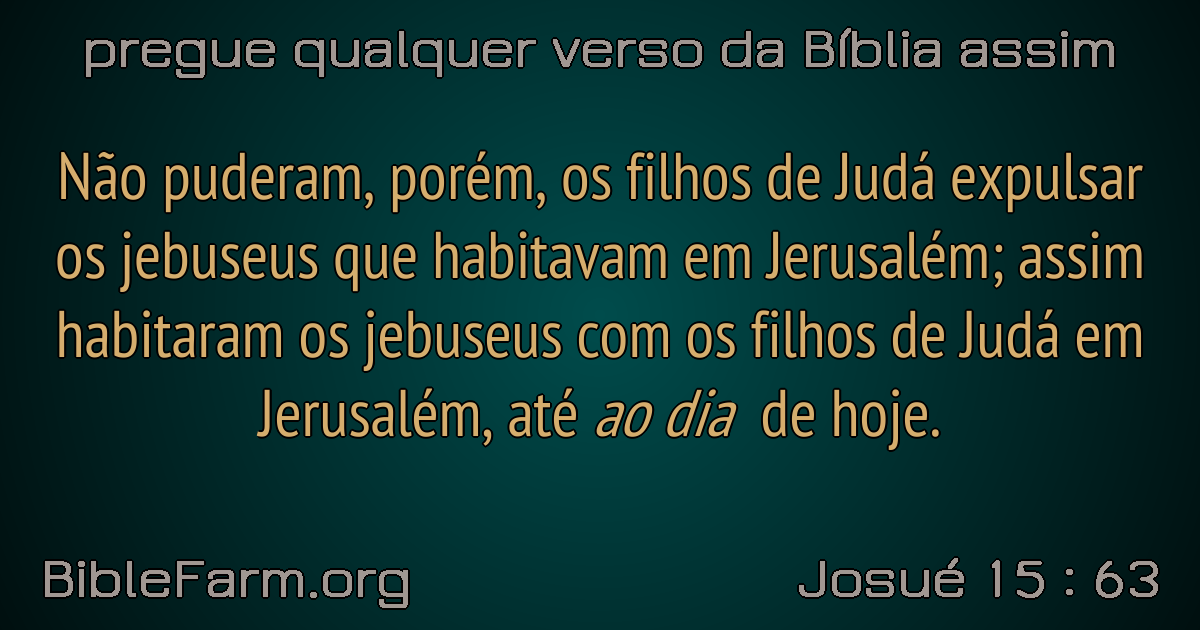 pregue qualquer verso da Bíblia assim
Não puderam, porém, os filhos de Judá expulsar
os jebuseus que habitavam em Jerusalém; assim
habitaram os jebuseus com os filhos de Judá em
Jerusalém, até ao dia de hoje.
BibleFarm.org
Josué 15 : 63